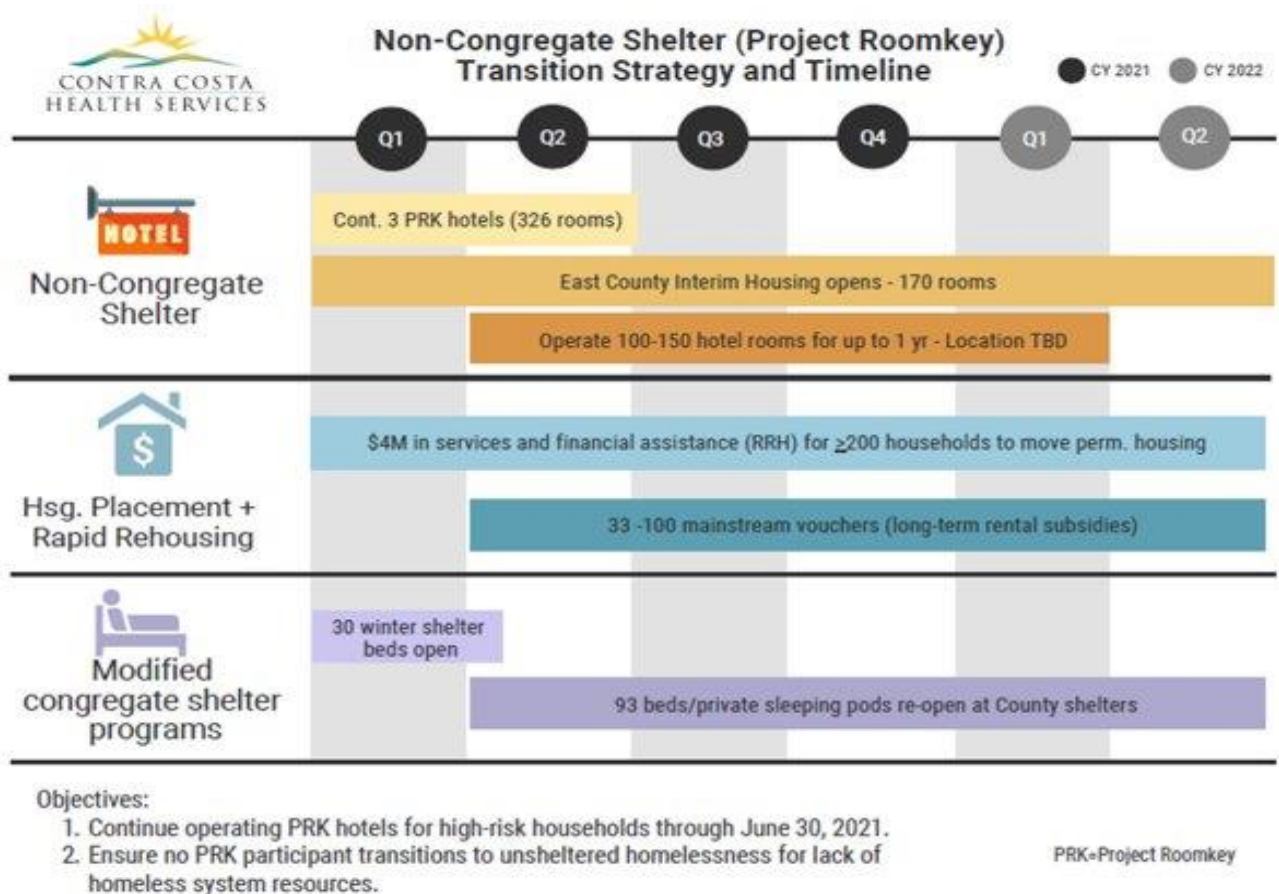 CONTRA COSTA
HEALTH SERVICES
Non-Congregate Shelter (Project Roomkey)
Transition Strategy and Timeline
CY 2021
CY 2022
Q1
Q2
Q3
Q4
Q1
Q2
HOTEL
Non-Congregate
Shelter
Cont. 3 PRK hotels (326 rooms)
East County Interim Housing opens - 170 rooms
Operate 100-150 hotel rooms for up to 1 yr - Location TBD
$
Hsg. Placement +
Rapid Rehousing
$4M in services and financial assistance (RRH) for ≥200 households to move perm. housing
33 -100 mainstream vouchers (long-term rental subsidies)
Modified
congregate shelter
programs
30 winter shelter
beds open
93 beds/private sleeping pods re-open at County shelters
Objectives:
1. Continue operating PRK hotels for high-risk households through June 30, 2021.
2. Ensure no PRK participant transitions to unsheltered homelessness for lack of
homeless system resources.
PRK=Project Roomkey